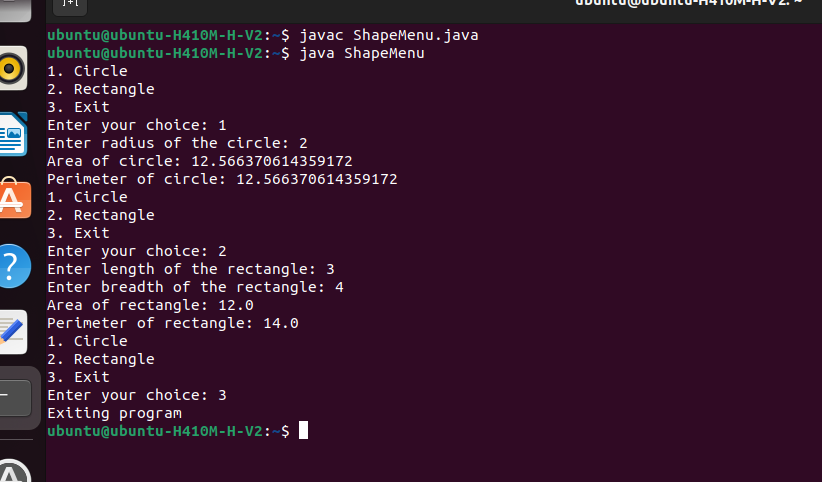 ubuntu@ubuntu-H410M-H-V2: ~
ubuntu@ubuntu-H410M-H-V2:~$ javac ShapeMenu.java
ubuntu@ubuntu-H410M-H-V2:~$ java ShapeMenu
1. Circle
2. Rectangle
3. Exit
Enter your choice: 1
Enter radius of the circle: 2
Area of circle: 12.566370614359172
Perimeter of circle: 12.566370614359172
1. Circle
2. Rectangle
3. Exit
Enter your choice: 2
Enter length of the rectangle: 3
Enter breadth of the rectangle: 4
Area of rectangle: 12.0
Perimeter of rectangle: 14.0
1. Circle
2. Rectangle
3. Exit
Enter your choice: 3
Exiting program
ubuntu@ubuntu-H410M-H-V2:~$